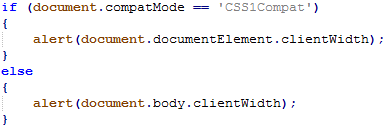 if (document.compatMode == 'CSS1Compat')
{
    alert(document.documentElement.clientWidth);
}
else
{
    alert(document.body.clientWidth);
}